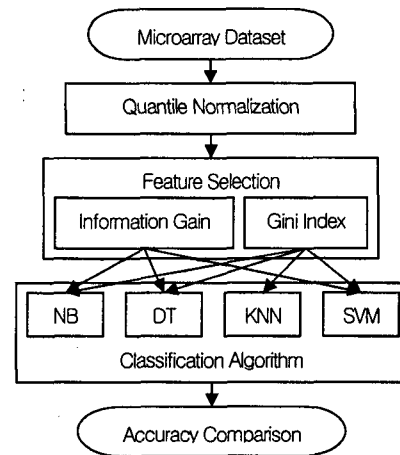 Microarray Dataset
Quantile Normalization
Feature Selection
Information Gain
Gini Index
NB
DT
KNN
SVM
Classification Algorithm
Accuracy Comparison